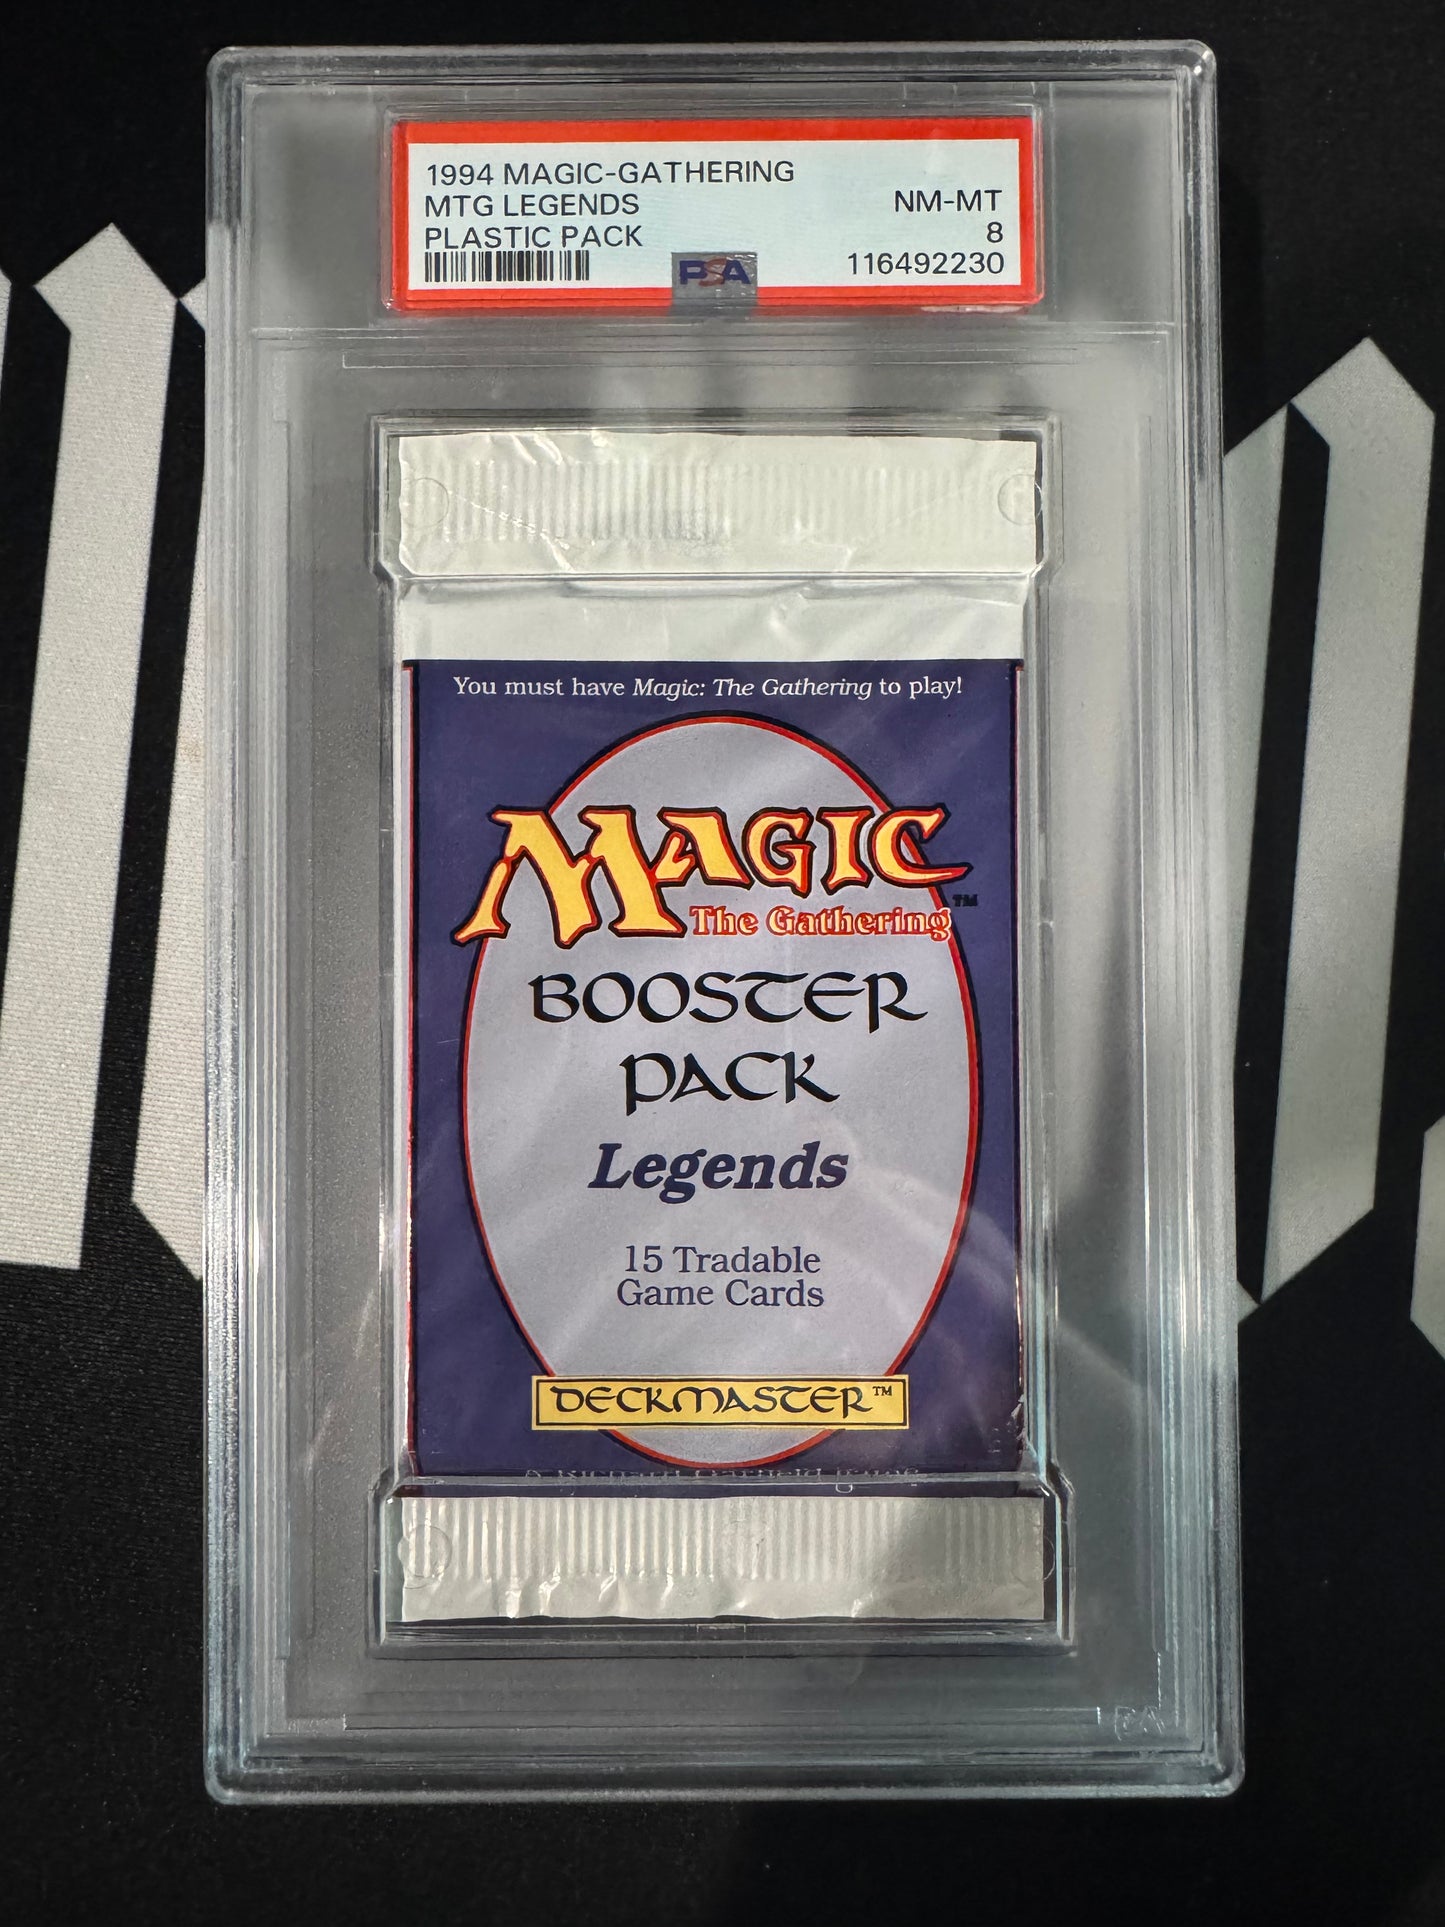 1994 MAGIC-GATHERING
MTG LEGENDS NM-MT
PLASTIC PACK 8
PSA 116492230
You must have Magic: The Gathering to play!
MAGIC ™
The Gathering
BOOSTER
PACK
Legends
15 Tradable
Game Cards
DECKMASTER™
PSA